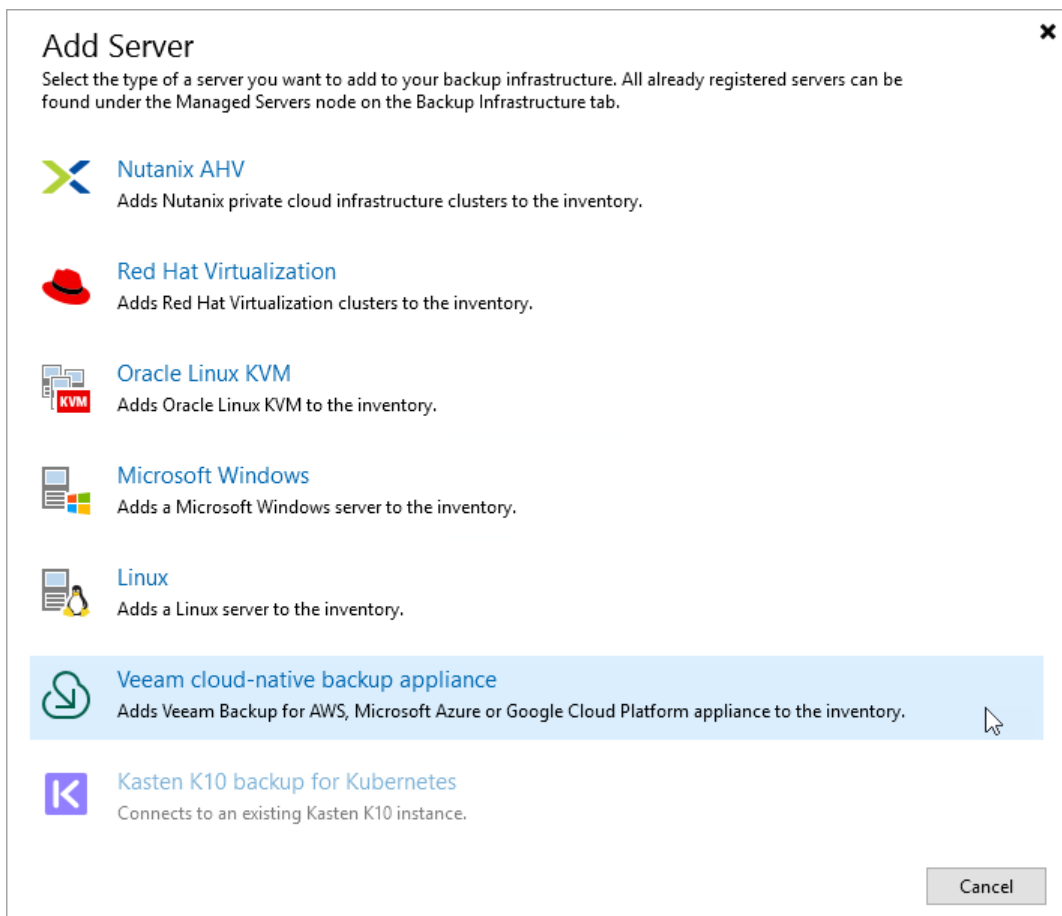 Add Server
Select the type of a server you want to add to your backup infrastructure. All already registered servers can be
found under the Managed Servers node on the Backup Infrastructure tab.
Nutanix AHV
Adds Nutanix private cloud infrastructure clusters to the inventory.
Red Hat Virtualization
Adds Red Hat Virtualization clusters to the inventory.
Oracle Linux KVM
KVM
Adds Oracle Linux KVM to the inventory.
Microsoft Windows
Adds a Microsoft Windows server to the inventory.
Linux
Adds a Linux server to the inventory.
Veeam cloud-native backup appliance
Adds Veeam Backup for AWS, Microsoft Azure or Google Cloud Platform appliance to the inventory.
K
Kasten K10 backup for Kubernetes
Connects to an existing Kasten K10 instance.
Cancel